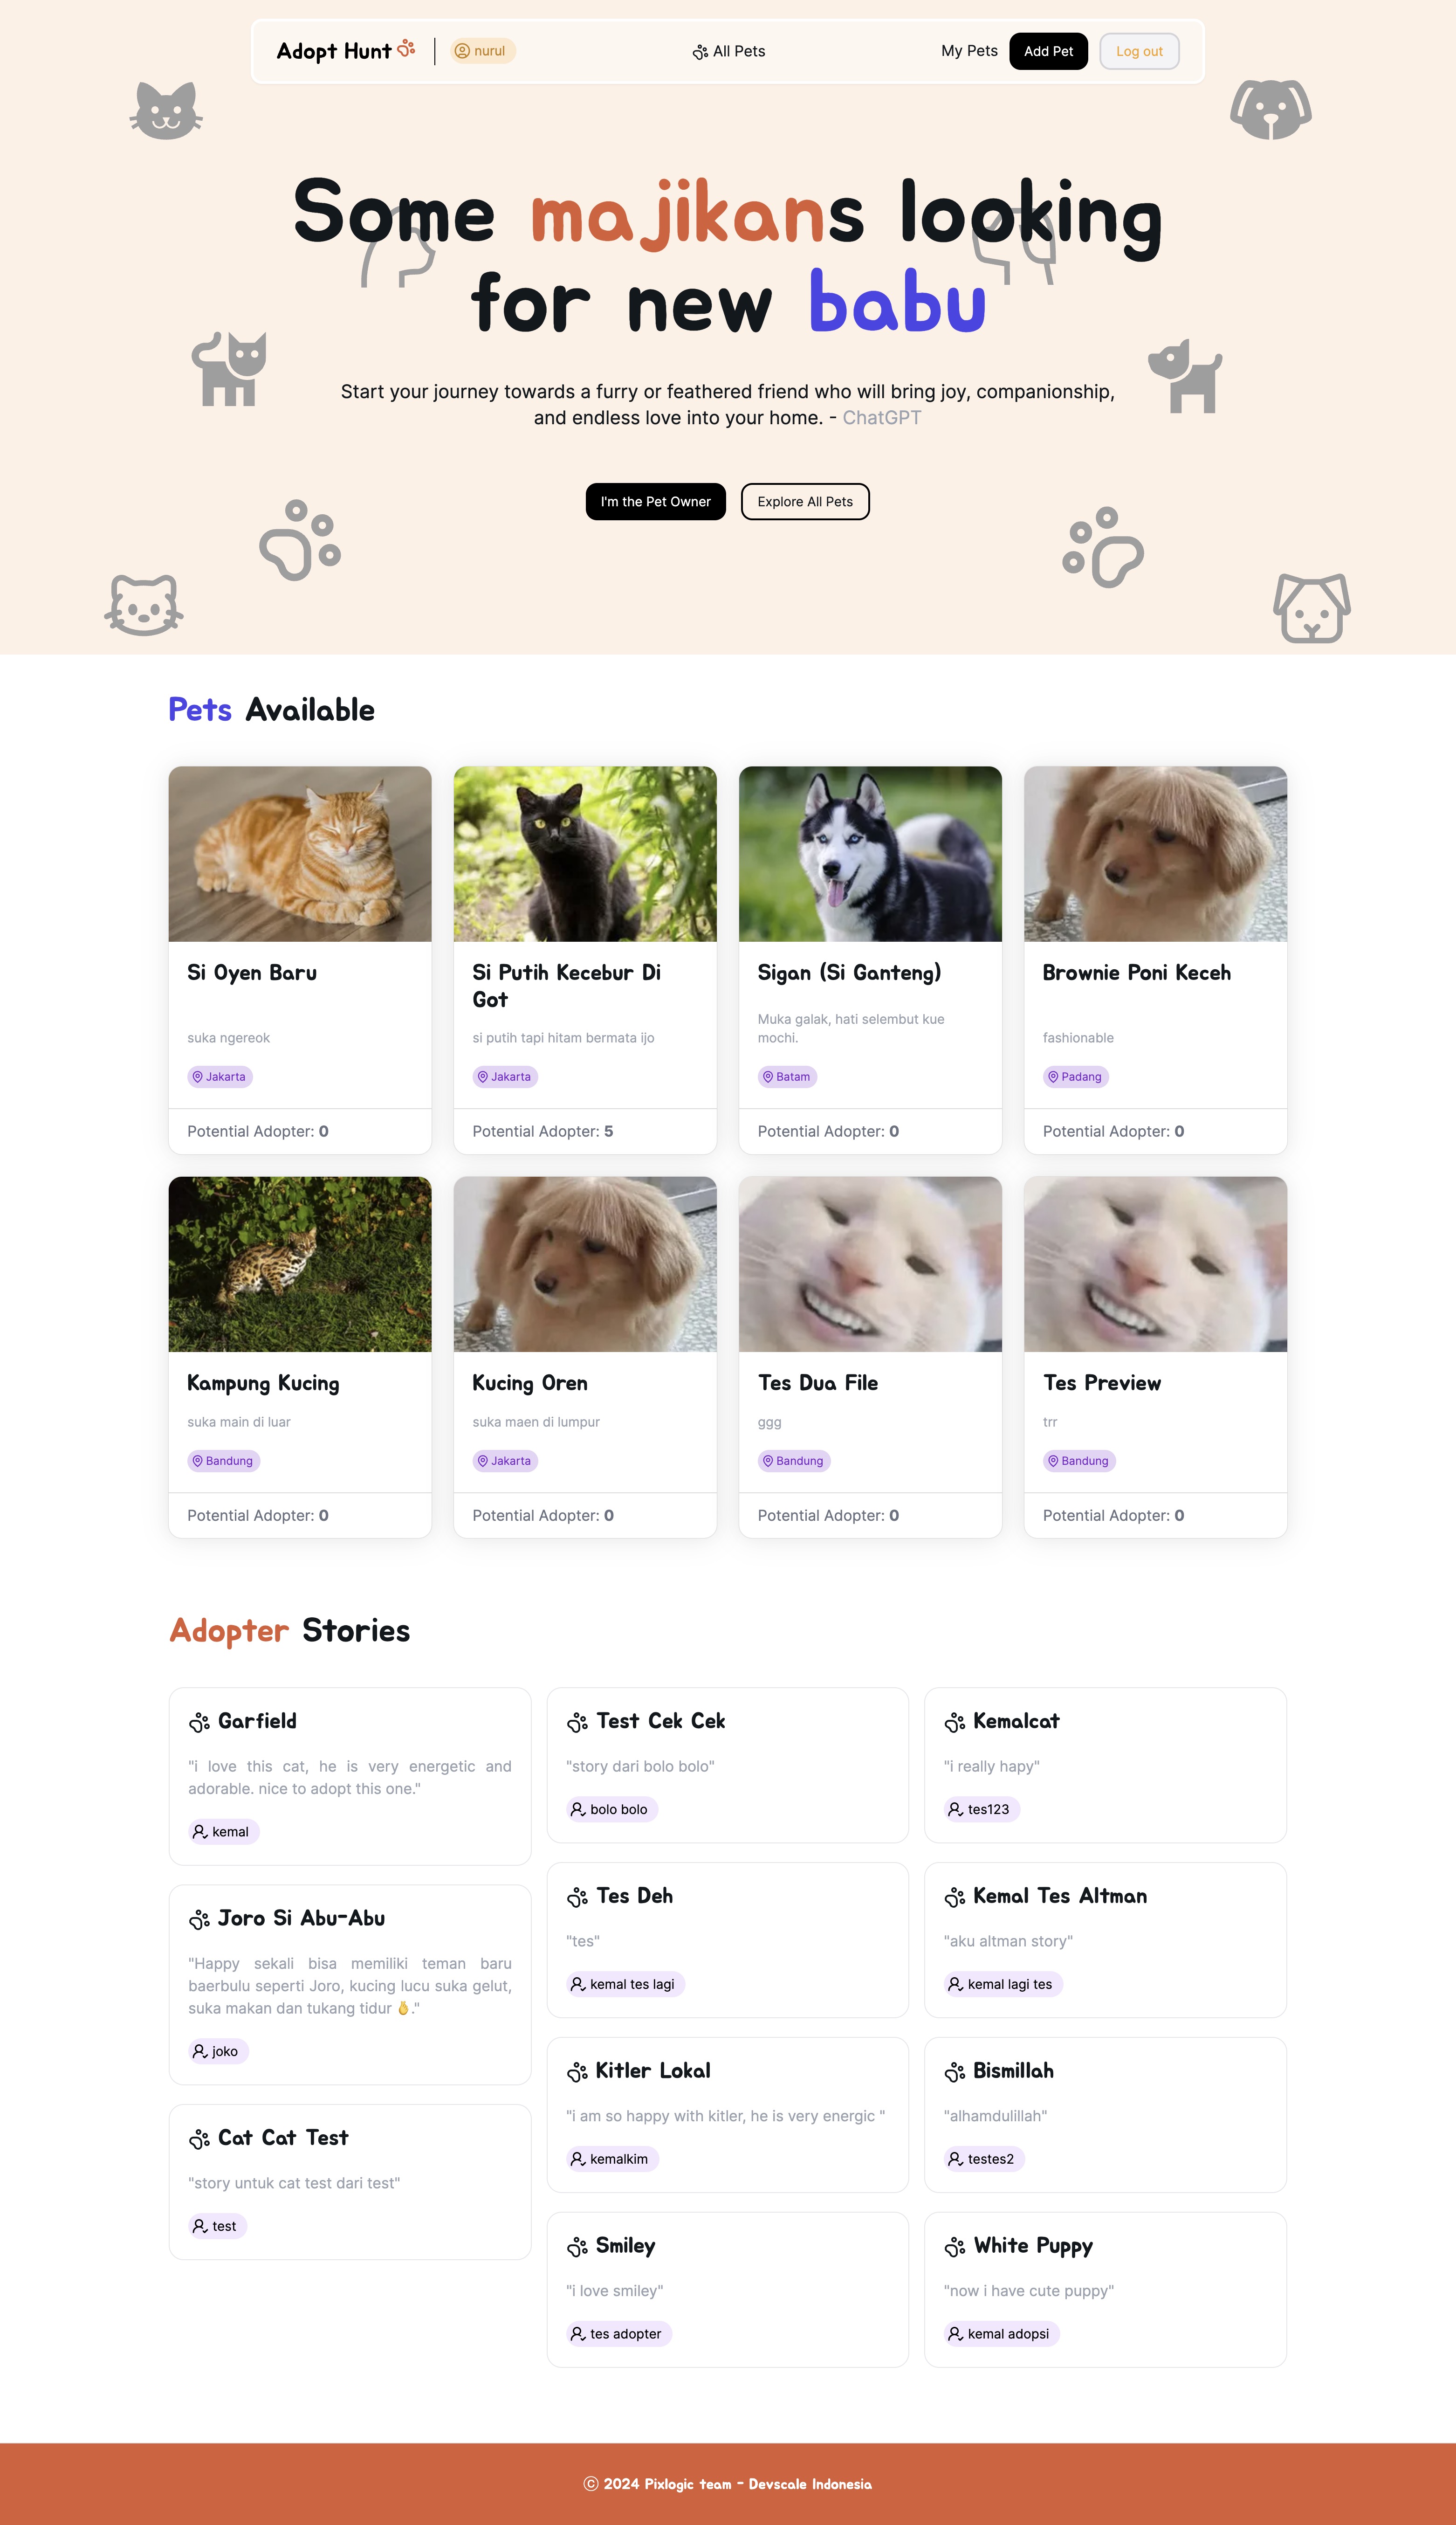 Adopt Hunt
nurul
All Pets
My Pets
Add Pet
Log out
Some majikans looking
for new babu
Start your journey towards a furry or feathered friend who will bring joy, companionship,
and endless love into your home. - ChatGPT
I'm the Pet Owner
Explore All Pets
Pets Available
Si Oyen Baru
suka ngereok
Jakarta
Potential Adopter: 0
Si Putih Kecebur Di
Got
si putih tapi hitam bermata ijo
Jakarta
Potential Adopter: 5
Sigan (Si Ganteng)
Muka galak, hati selembut kue
mochi.
Batam
Potential Adopter: 0
Brownie Poni Keceh
fashionable
Padang
Potential Adopter: 0
Kampung Kucing
suka main di luar
Bandung
Potential Adopter: 0
Kucing Oren
suka maen di lumpur
Jakarta
Potential Adopter: 0
Tes Dua File
ggg
Bandung
Potential Adopter: 0
Tes Preview
trr
Bandung
Potential Adopter: 0
Adopter Stories
Garfield
"i love this cat, he is very energetic and
adorable. nice to adopt this one."
kemal
Joro Si Abu-Abu
"Happy sekali bisa memiliki teman baru
baerbulu seperti Joro, kucing lucu suka gelut,
suka makan dan tukang tidur 🫰."
joko
Cat Cat Test
"story untuk cat test dari test"
test
Test Cek Cek
"story dari bolo bolo"
bolo bolo
Tes Deh
"tes"
kemal tes lagi
Kitler Lokal
"i am so happy with kitler, he is very energic "
kemalkim
Smiley
"i love smiley"
tes adopter
Kemalcat
"i really hapy"
tes123
Kemal Tes Altman
"aku altman story"
kemal lagi tes
Bismillah
"alhamdulillah"
testes2
White Puppy
"now i have cute puppy"
kemal adopsi
© 2024 Pixlogic team - Devscale Indonesia